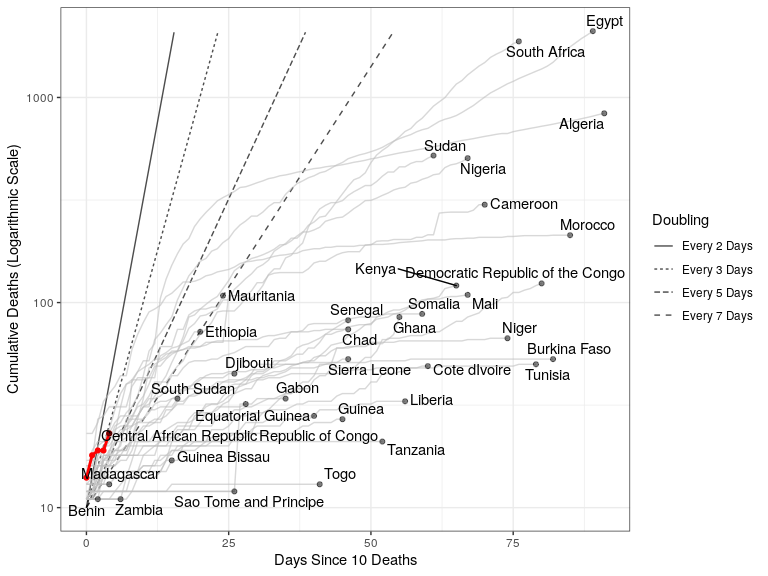 Cumulative Deaths (Logarithmic Scale)
1000
100
10
Egypt
South Africa
Algeria
Sudan
Nigeria
Cameroon
Morocco
Kenya
Democratic Republic of the Congo
Mauritania
Somalia
Mali
Senegal
Ghana
Ethiopia
Chad
Niger
Burkina Faso
Djibouti
Sierra Leone
Cote dIvoire
Tunisia
South Sudan
Gabon
Liberia
Equatorial Guinea
Guinea
Central African Republic
Republic of Congo
Tanzania
Guinea Bissau
Madagascar
Togo
Sao Tome and Principe
Benin
Zambia
0
25
50
75
Days Since 10 Deaths
Doubling
Every 2 Days
Every 3 Days
Every 5 Days
Every 7 Days